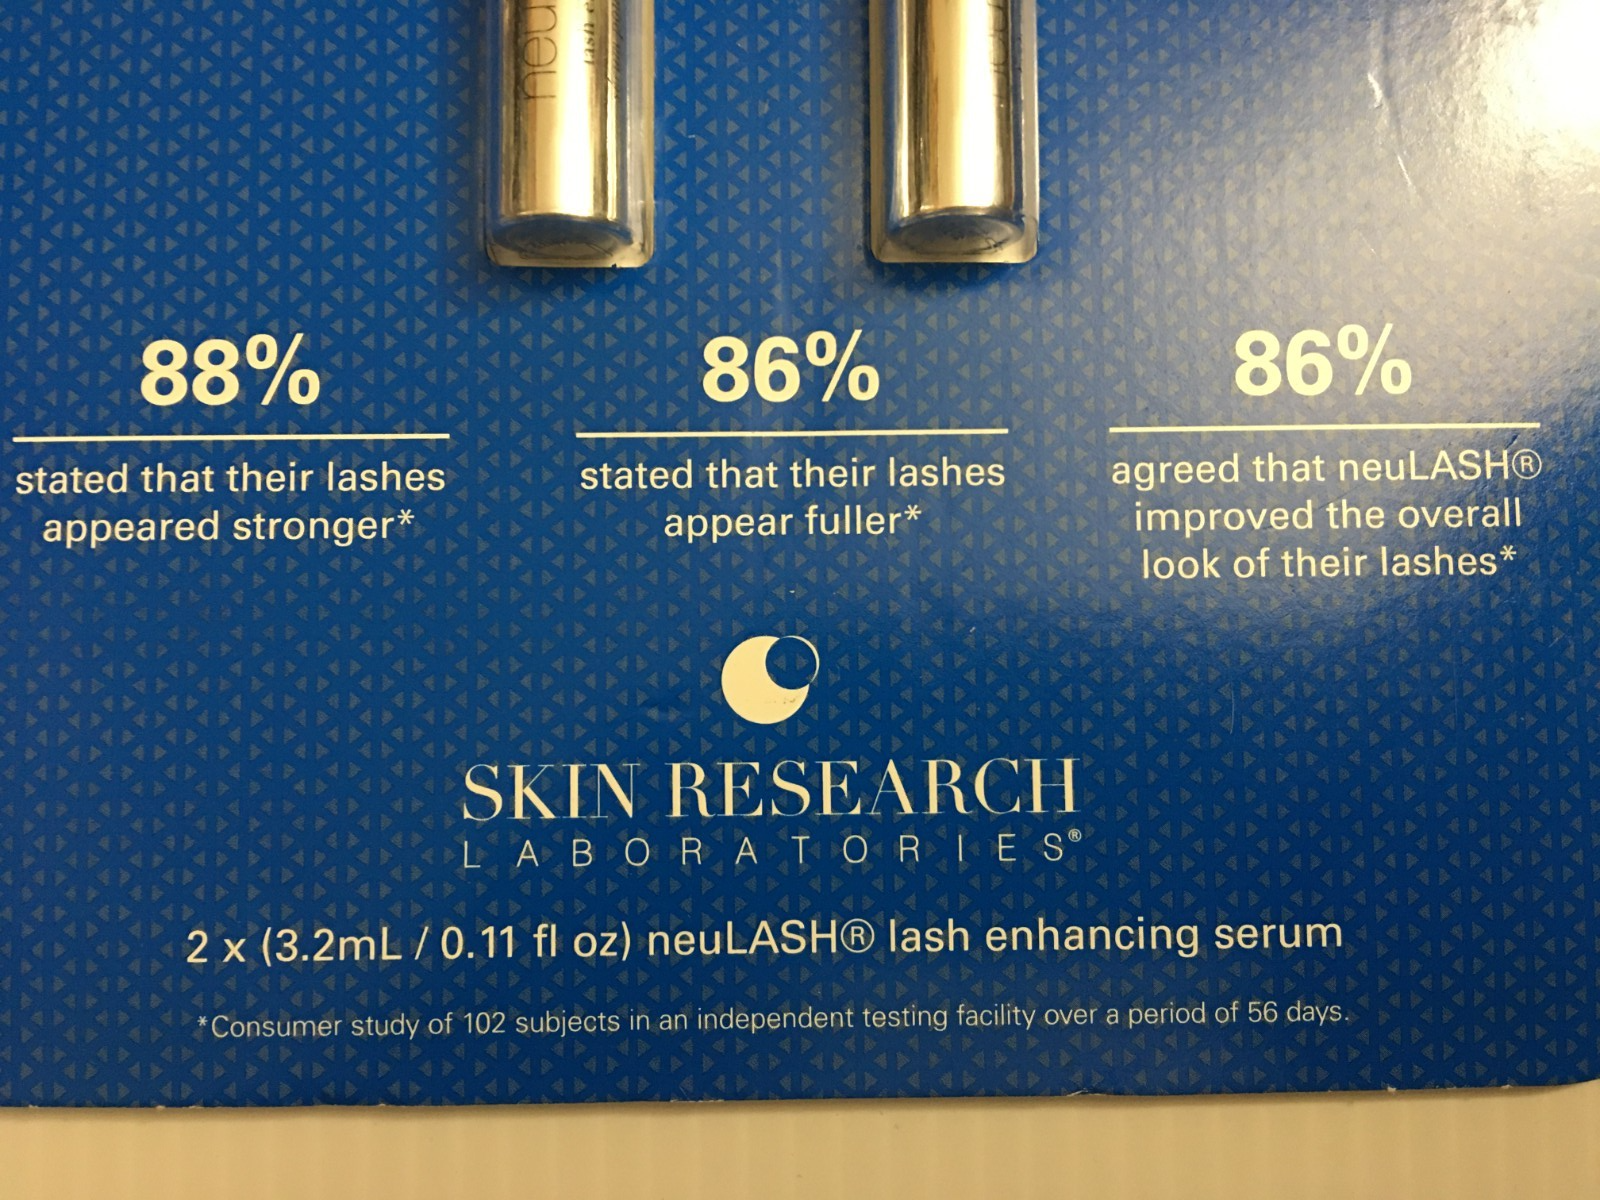 neu
lash
88%
stated that their lashes
appeared stronger*
86%
stated that their lashes
appear fuller*
86%
agreed that neuLASH®
improved the overall
look of their lashes*
SKIN RESEARCH
LABORATORIES®
2 x (3.2mL / 0.11 fl oz) neuLASH® lash enhancing serum
*Consumer study of 102 subjects in an independent testing facility over a period of 56 days.